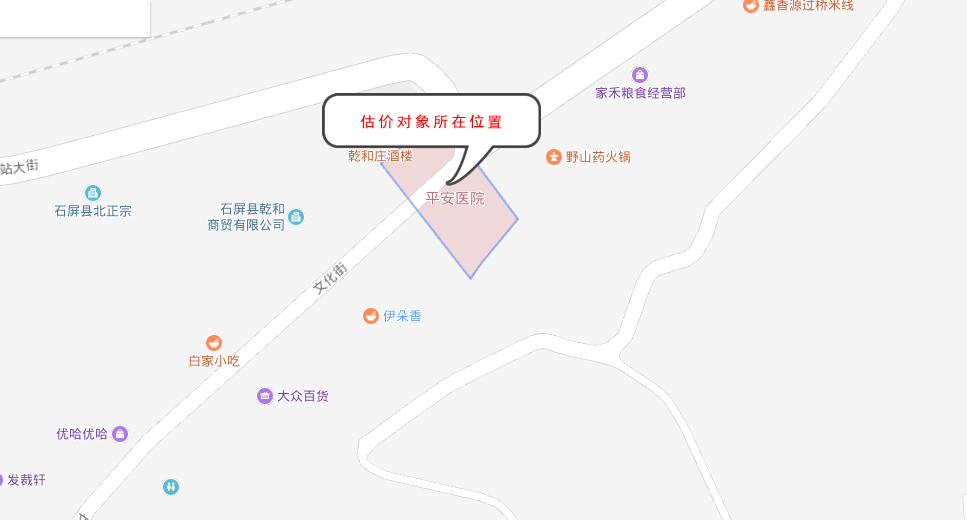 鑫香源过桥米线
家禾粮食经营部
估价对象所在位置
乾和庄酒楼
野山药火锅
站大街
平安医院
石屏县北正宗
石屏县乾和
商贸有限公司
文化街
伊朵香
白家小吃
大众百货
优哈优哈
发裁轩